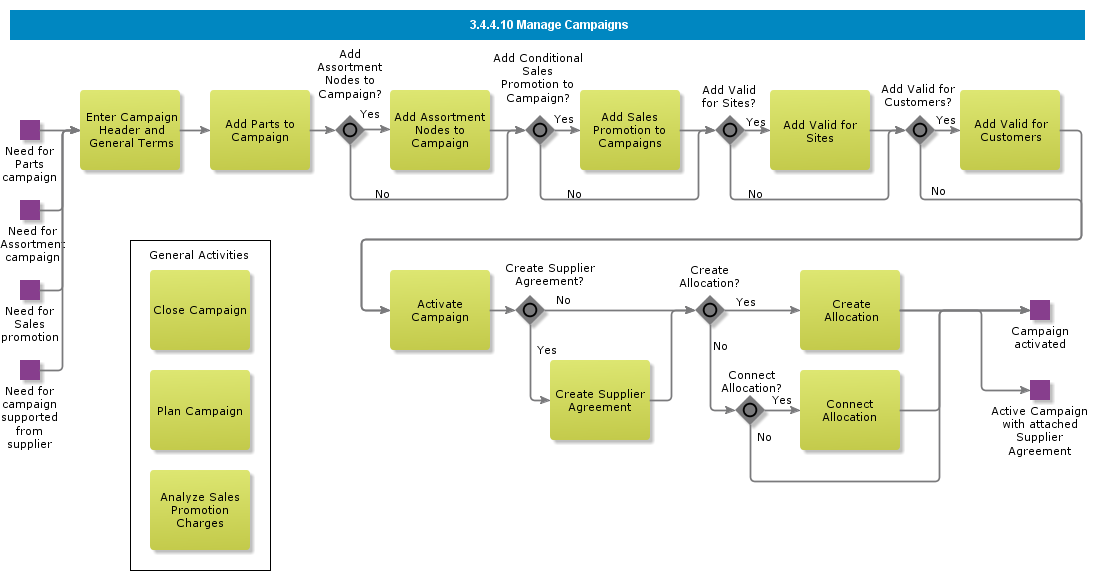 3.4.4.10 Manage Campaigns
Need for
Parts
campaign
Need for
Assortment
campaign
Need for
Sales
promotion
Need for
campaign
supported
from
supplier
Enter Campaign
Header and
General Terms
Add Parts to
Campaign
Add
Assortment
Nodes to
Campaign?
Yes
No
Add Assortment
Nodes to
Campaign
Add Conditional
Sales
Promotion to
Campaign?
Yes
No
Add Sales
Promotion to
Campaigns
Add Valid
for Sites?
Yes
No
Add Valid for
Sites
Add Valid for
Customers?
Yes
No
Add Valid for
Customers
General Activities
Close Campaign
Plan Campaign
Analyze Sales
Promotion
Charges
Activate
Campaign
Create Supplier
Agreement?
No
Yes
Create Supplier
Agreement
Create
Allocation?
Yes
No
Create
Allocation
Connect
Allocation?
Yes
No
Connect
Allocation
Campaign
activated
Active Campaign
with attached
Supplier
Agreement